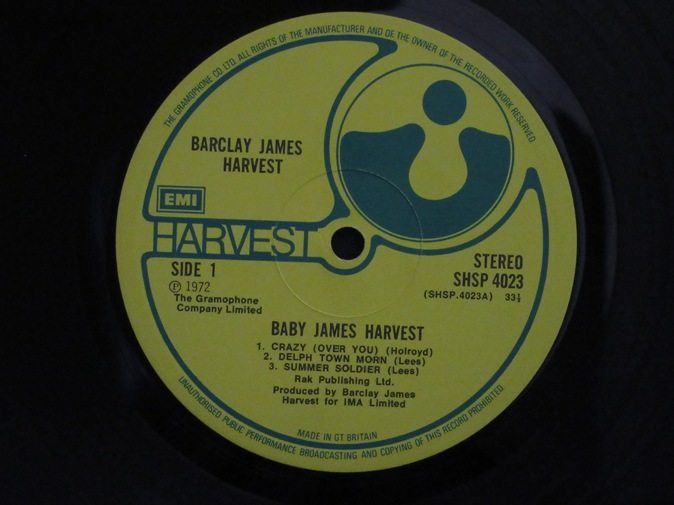 THE GRAMOPHONE CO. LTD. ALL RIGHTS OF THE MANUFACTURER AND OF THE OWNER OF THE RECORDED WORK RESERVED
BARCLAY JAMES
HARVEST
EMI
HARVEST
SIDE 1
Ⓟ 1972
The Gramophone
Company Limited
STEREO
SHSP 4023
(SHSP.4023A) 33⅓
BABY JAMES HARVEST
1. CRAZY (OVER YOU) (Holroyd)
2. DELPH TOWN MORN (Lees)
3. SUMMER SOLDIER (Lees)
Rak Publishing Ltd.
Produced by Barclay James
Harvest for IMA Limited
MADE IN GT BRITAIN
UNAUTHORISED PUBLIC PERFORMANCE BROADCASTING AND COPYING OF THIS RECORD PROHIBITED